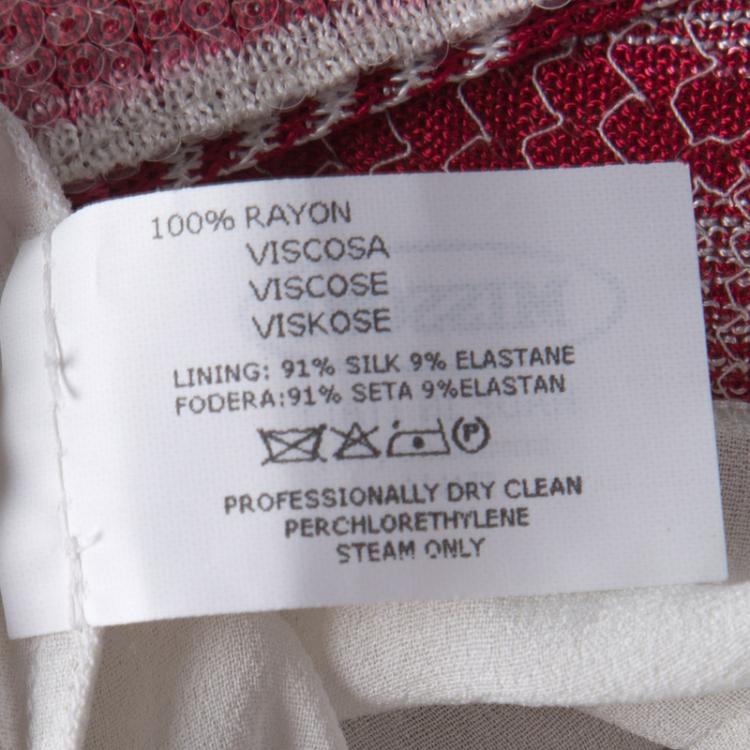 100% RAYON
VISCOSA
VISCOSE
VISKOSE
LINING: 91% SILK 9% ELASTANE
FODERA:91% SETA 9%ELASTAN
P
PROFESSIONALLY DRY CLEAN
PERCHLORETHYLENE
STEAM ONLY